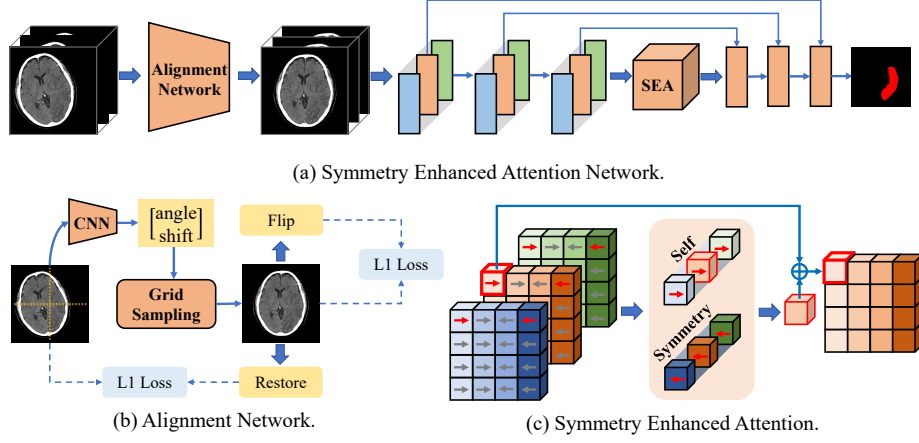 Alignment
Network
SEA
(a) Symmetry Enhanced Attention Network.
CNN
angle
shift
Flip
L1 Loss
Grid
Sampling
L1 Loss
Restore
(b) Alignment Network.
Self
Symmetry
(c) Symmetry Enhanced Attention.